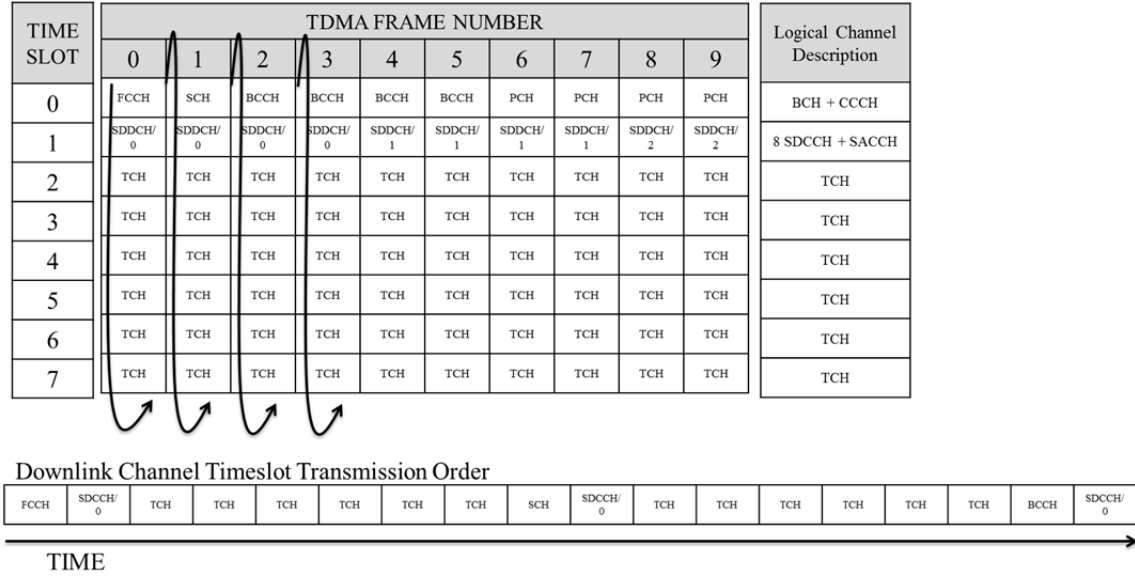 TIME SLOT
TDMA FRAME NUMBER
Logical Channel Description
0 1 2 3 4 5 6 7 8 9
0 FCCH SCH BCCH BCCH BCCH BCCH PCH PCH PCH PCH BCH + CCCH
1 SDDCH/0 SDDCH/0 SDDCH/0 SDDCH/0 SDDCH/1 SDDCH/1 SDDCH/1 SDDCH/1 SDDCH/2 SDDCH/2 8 SDCCH + SACCH
2 TCH TCH TCH TCH TCH TCH TCH TCH TCH TCH TCH
3 TCH TCH TCH TCH TCH TCH TCH TCH TCH TCH TCH
4 TCH TCH TCH TCH TCH TCH TCH TCH TCH TCH TCH
5 TCH TCH TCH TCH TCH TCH TCH TCH TCH TCH TCH
6 TCH TCH TCH TCH TCH TCH TCH TCH TCH TCH TCH
7 TCH TCH TCH TCH TCH TCH TCH TCH TCH TCH TCH
Downlink Channel Timeslot Transmission Order
FCCH SDCCH/0 TCH TCH TCH TCH TCH TCH SCH SDCCH/0 TCH TCH TCH TCH TCH TCH BCCH SDCCH/0
TIME